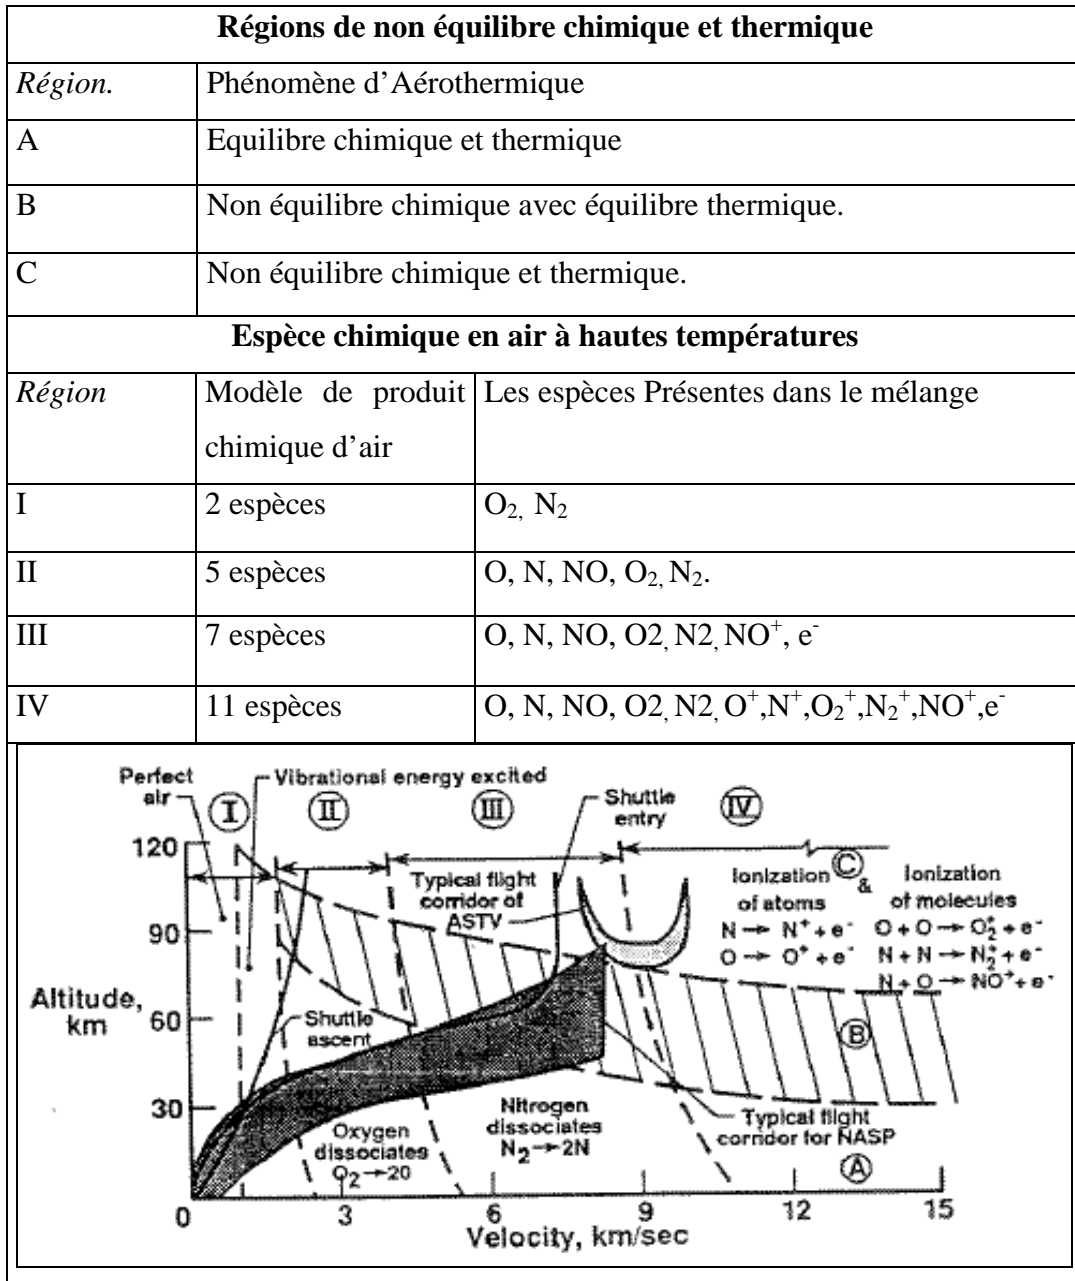 Régions de non équilibre chimique et thermique
Région. Phénomène d'Aérothermique
A Equilibre chimique et thermique
B Non équilibre chimique avec équilibre thermique.
C Non équilibre chimique et thermique.
Espèce chimique en air à hautes températures
Région Modèle de produit chimique d'air Les espèces Présentes dans le mélange
I 2 espèces O₂, N₂
II 5 espèces O, N, NO, O₂, N₂.
III 7 espèces O, N, NO, O2, N2, NO⁺, e⁻
IV 11 espèces O, N, NO, O2, N2, O⁺,N⁺,O₂⁺,N₂⁺,NO⁺,e⁻
Perfect
air
Vibrational energy excited
I
II
III
Shuttle
entry
IV
120
90
60
30
0
Altitude,
km
Typical flight
corridor of
ASTV
Ionization
of atoms
N → N⁺ + e⁻
O → O⁺ + e⁻
C
&
Ionization
of molecules
O + O → O₂⁺ + e⁻
N + N → N₂⁺ + e⁻
N + O → NO⁺ + e⁻
Shuttle
ascent
B
Oxygen
dissociates
O₂ → 2O
Nitrogen
dissociates
N₂ → 2N
Typical flight
corridor for NASP
A
0 3 6 9 12 15
Velocity, km/sec